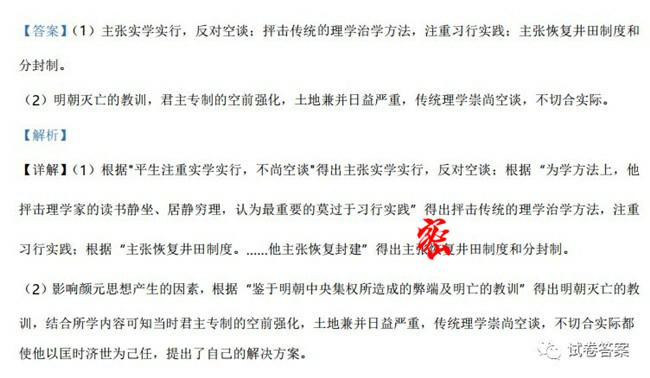 【答案】（1）主张实学实行，反对空谈；抨击传统的理学治学方法，注重习行实践；主张恢复井田制度和
分封制。
（2）明朝灭亡的教训，君主专制的空前强化，土地兼并日益严重，传统理学崇尚空谈，不切合实际。
【解析】
【详解】（1）根据"平生注重实学实行，不尚空谈"得出主张实学实行，反对空谈；根据“为学方法上，他
抨击理学家的读书静坐、居静穷理，认为最重要的莫过于习行实践”得出抨击传统的理学治学方法，注重
习行实践；根据“主张恢复井田制度。……他主张恢复封建”得出主张恢复井田制度和分封制。
密
（2）影响颜元思想产生的因素，根据“鉴于明朝中央集权所造成的弊端及明亡的教训”得出明朝灭亡的教
训，结合所学内容可知当时君主专制的空前强化，土地兼并日益严重，传统理学崇尚空谈，不切合实际都
使他以匡时济世为己任，提出了自己的解决方案。
试卷答案